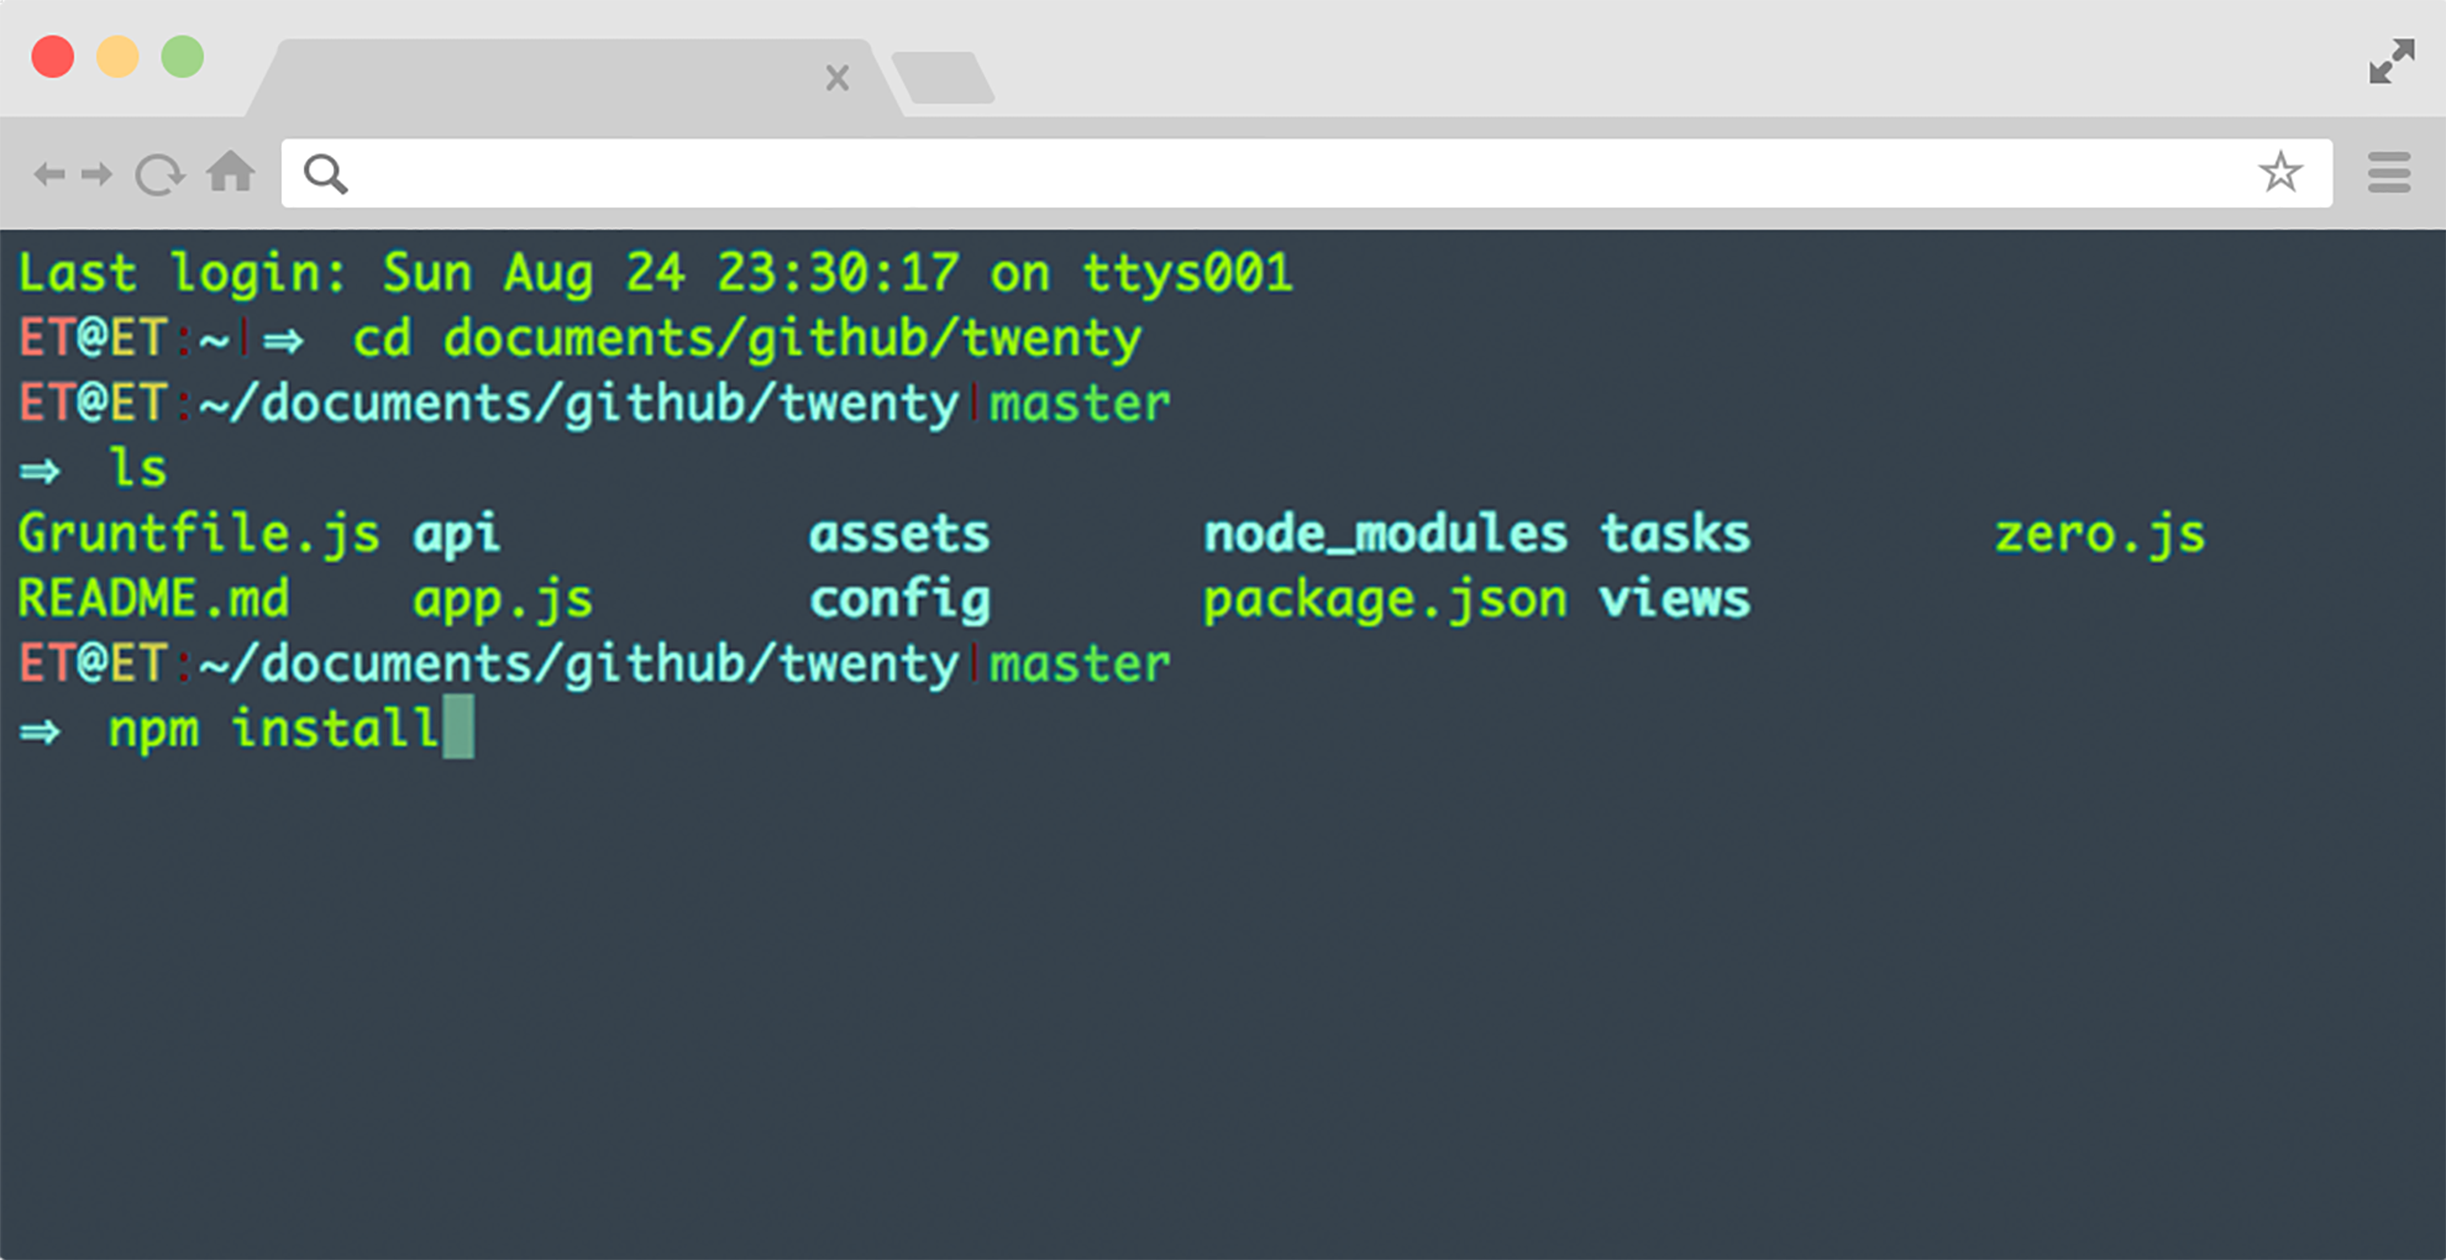 Last login: Sun Aug 24 23:30:17 on ttys001
ET@ET:~|⇒ cd documents/github/twenty
ET@ET:~/documents/github/twenty|master
⇒ ls
Gruntfile.js api assets node_modules tasks zero.js
README.md app.js config package.json views
ET@ET:~/documents/github/twenty|master
⇒ npm install